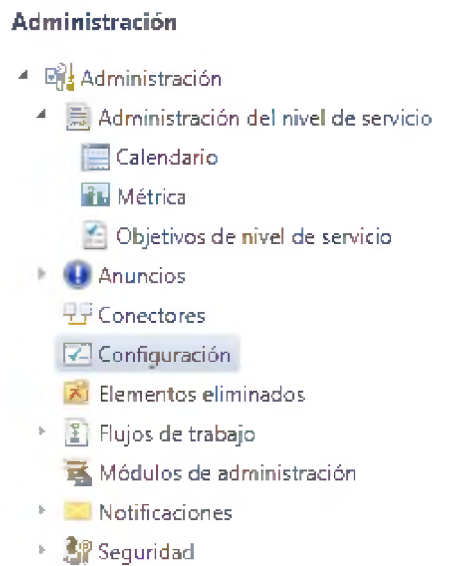 Administración
Administración
Administración del nivel de servicio
Calendario
Métrica
Objetivos de nivel de servicio
Anuncios
Conectores
Configuración
Elementos eliminados
Flujos de trabajo
Módulos de administración
Notificaciones
Seguridad